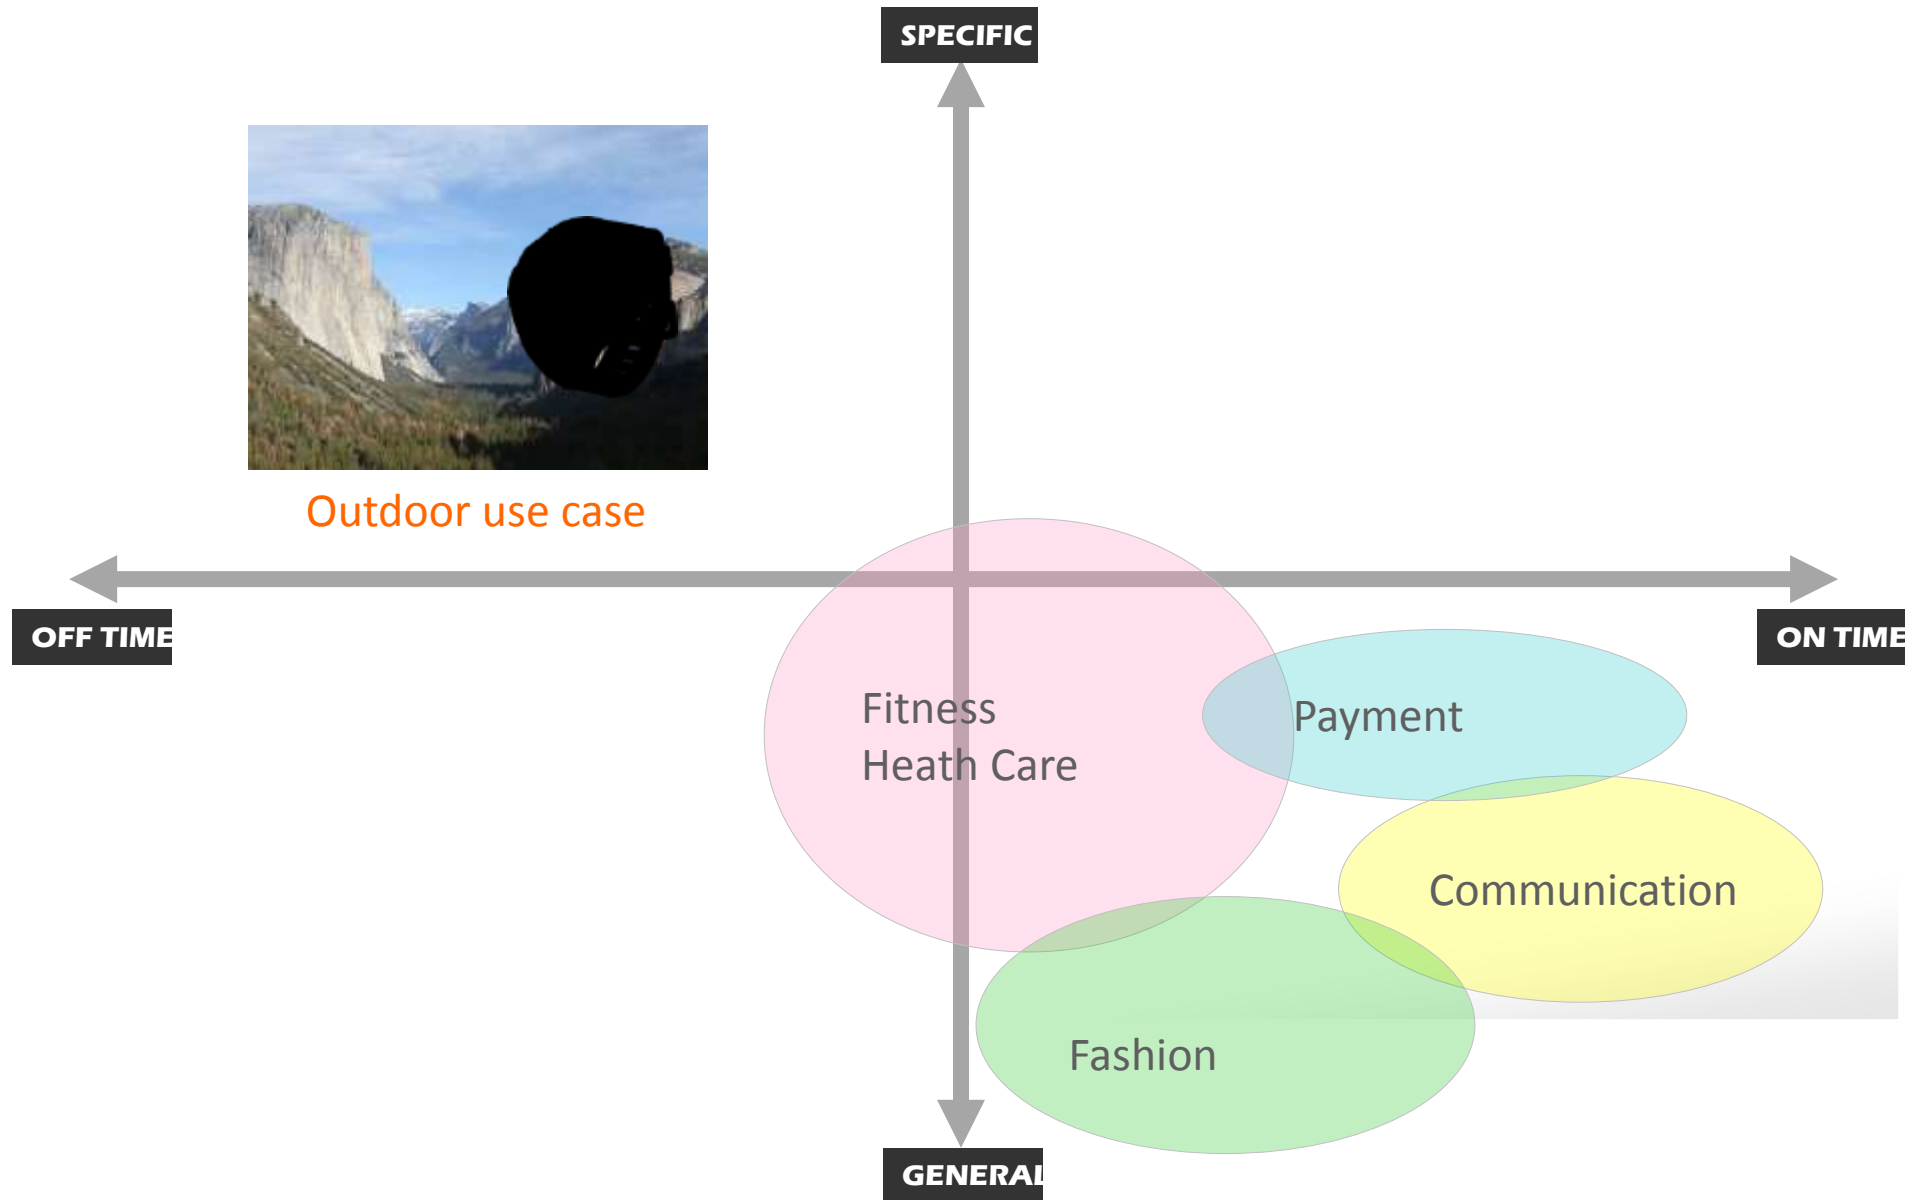 SPECIFIC
Outdoor use case
OFF TIME
ON TIME
Fitness
Heath Care
Payment
Communication
Fashion
GENERAL